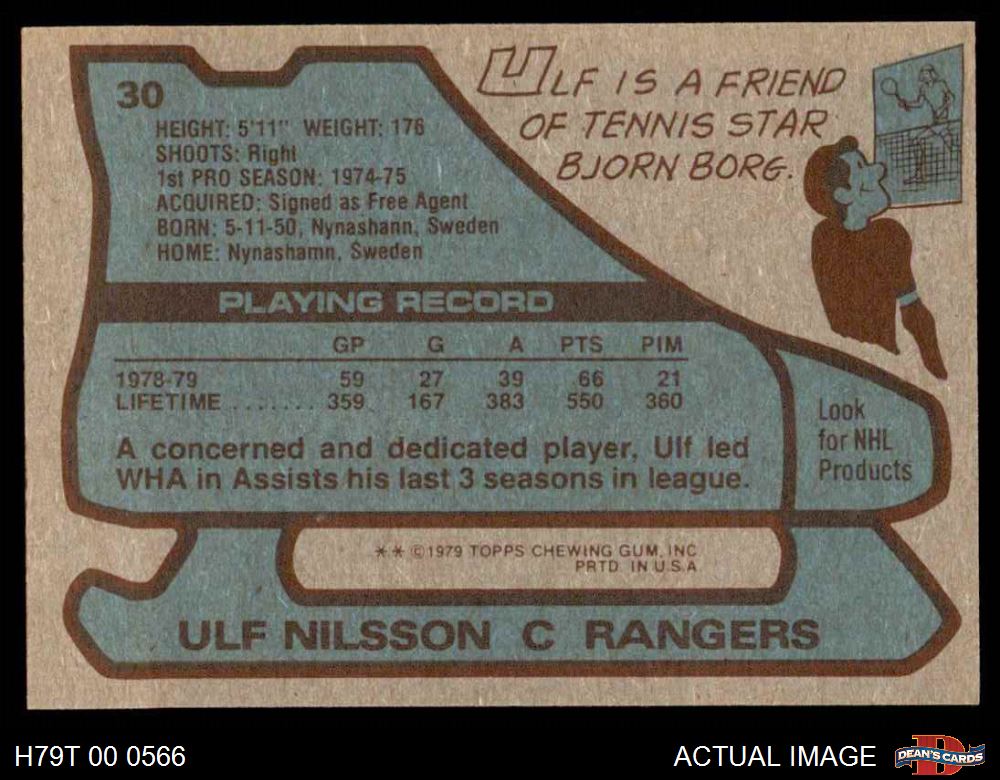 30
HEIGHT: 5'11" WEIGHT: 176
SHOOTS: Right
1st PRO SEASON: 1974-75
ACQUIRED: Signed as Free Agent
BORN: 5-11-50, Nynashann, Sweden
HOME: Nynashamn, Sweden
ULF IS A FRIEND
OF TENNIS STAR
BJORN BORG.
PLAYING RECORD
GP G A PTS PIM
1978-79 59 27 39 66 21
LIFETIME ....... 359 167 383 550 360
A concerned and dedicated player, Ulf led
WHA in Assists his last 3 seasons in league.
Look
for NHL
Products
** ©1979 TOPPS CHEWING GUM, INC
PRTD. IN U.S.A
ULF NILSSON C RANGERS
H79T 00 0566
ACTUAL IMAGE
D
DEAN'S CARDS